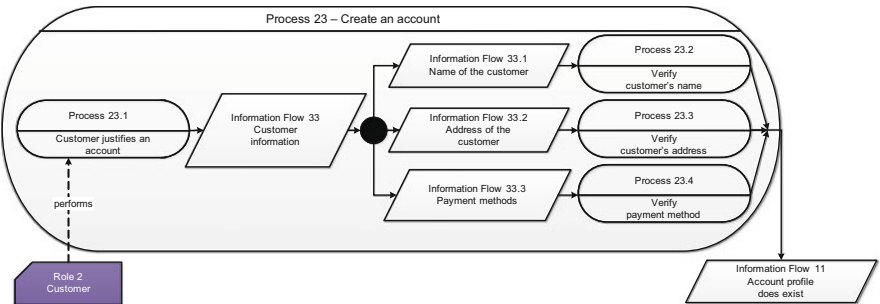 Process 23 – Create an account
Process 23.1
Customer justifies an
account
Information Flow 33
Customer
information
Information Flow 33.1
Name of the customer
Process 23.2
Verify
customer's name
Information Flow 33.2
Address of the
customer
Process 23.3
Verify
customer's address
Information Flow 33.3
Payment methods
Process 23.4
Verify
payment method
performs
Role 2
Customer
Information Flow 11
Account profile
does exist